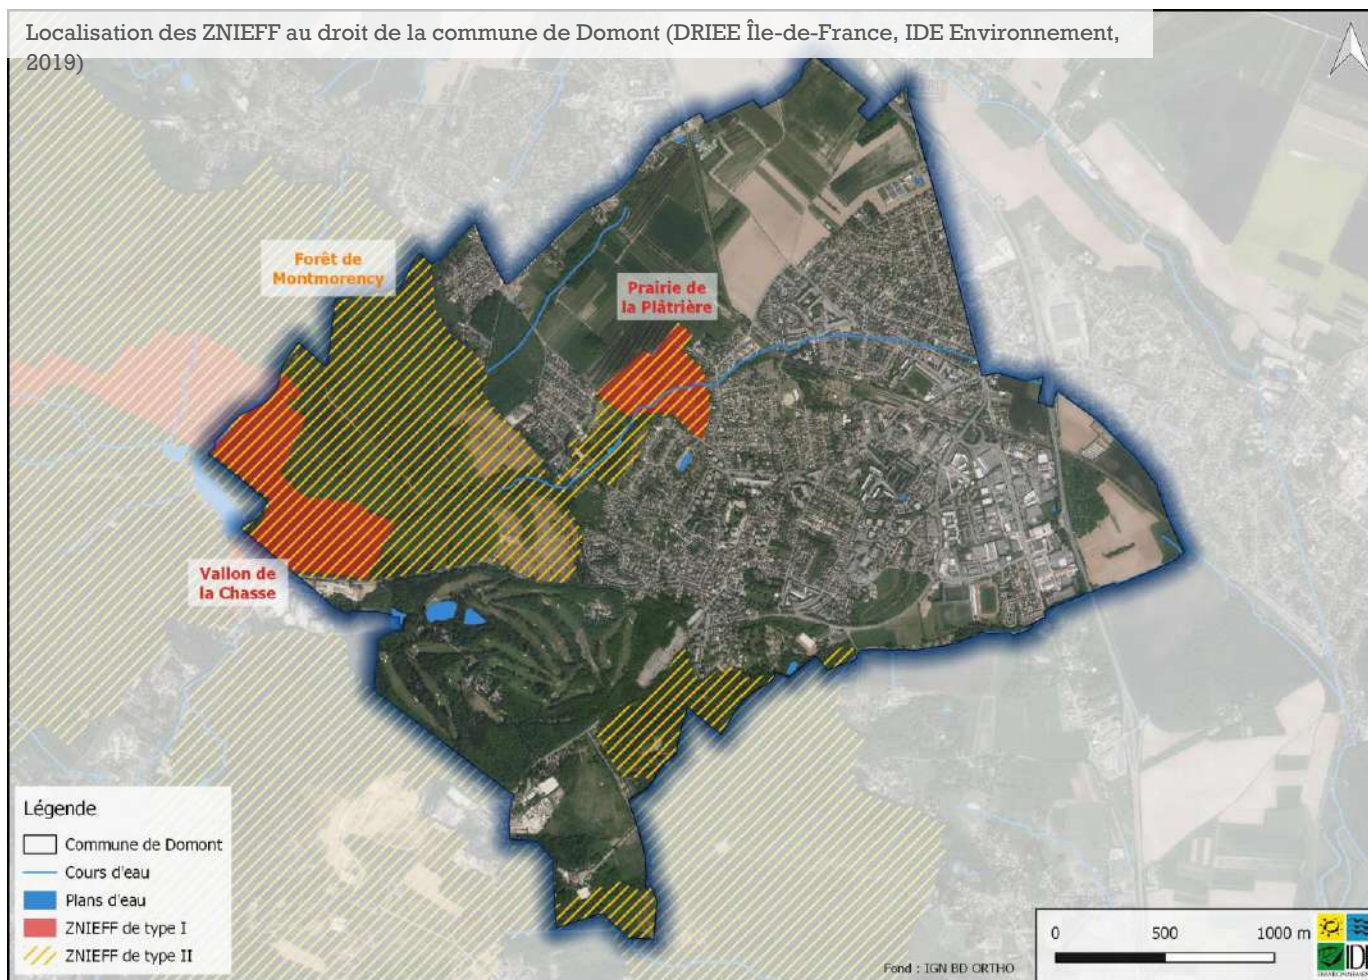 Localisation des ZNIEFF au droit de la commune de Domont (DRIEE Île-de-France, IDE Environnement,
2019)
Forêt de
Montmorency
Prairie de
la Plâtrière
Vallon de
la Chasse
Légende
Commune de Domont
Cours d'eau
Plans d'eau
ZNIEFF de type I
ZNIEFF de type II
0 500 1000 m
Fond : IGN BD ORTHO
IDE